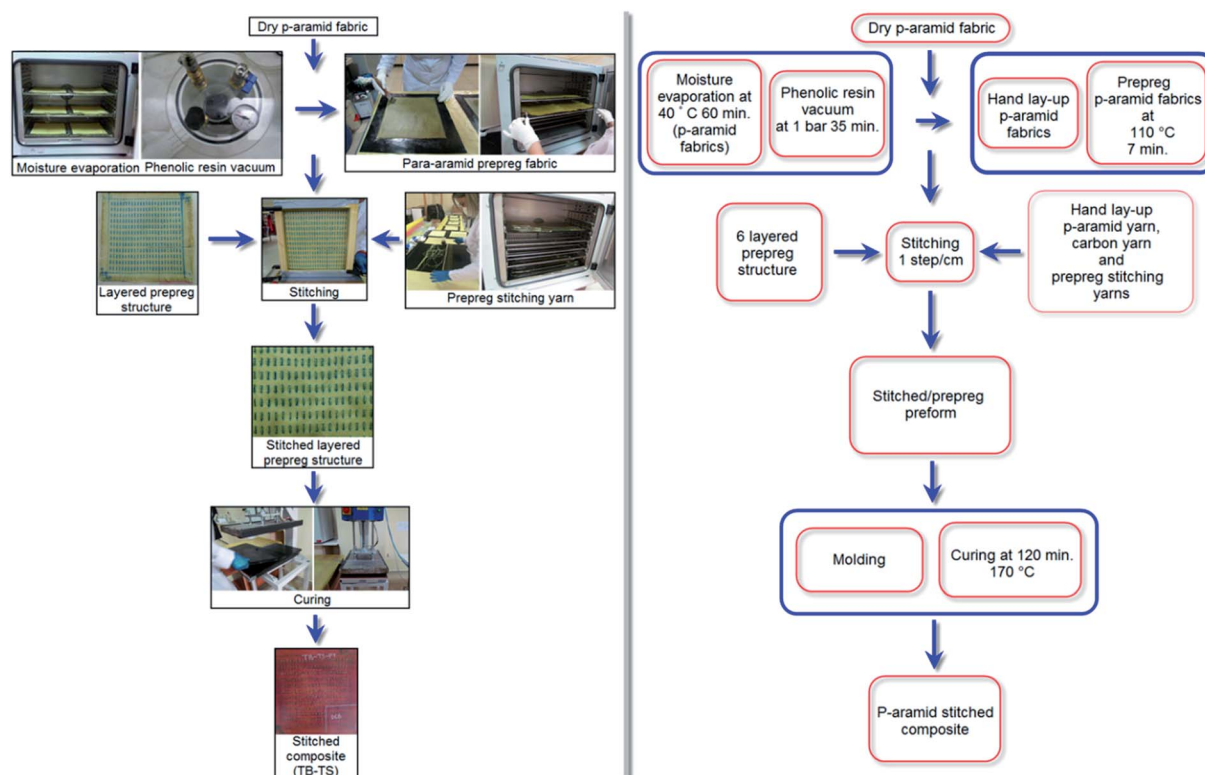 Dry p-aramid fabric
Moisture evaporation
Phenolic resin vacuum
Para-aramid prepreg fabric
Layered prepreg
structure
Stitching
Prepreg stitching yarn
Stitched layered
prepreg structure
Curing
Stitched
composite
(TB-TS)
Dry p-aramid fabric
Moisture
evaporation at
40 ˚ C 60 min.
(p-aramid
fabrics)
Phenolic resin
vacuum
at 1 bar 35 min.
Hand lay-up
p-aramid
fabrics
Prepreg
p-aramid fabrics
at
110 °C
7 min.
6 layered
prepreg
structure
Stitching
1 step/cm
Hand lay-up
p-aramid yarn,
carbon yarn
and
prepreg stitching
yarns
Stitched/prepreg
preform
Molding
Curing at 120 min.
170 °C
P-aramid stitched
composite